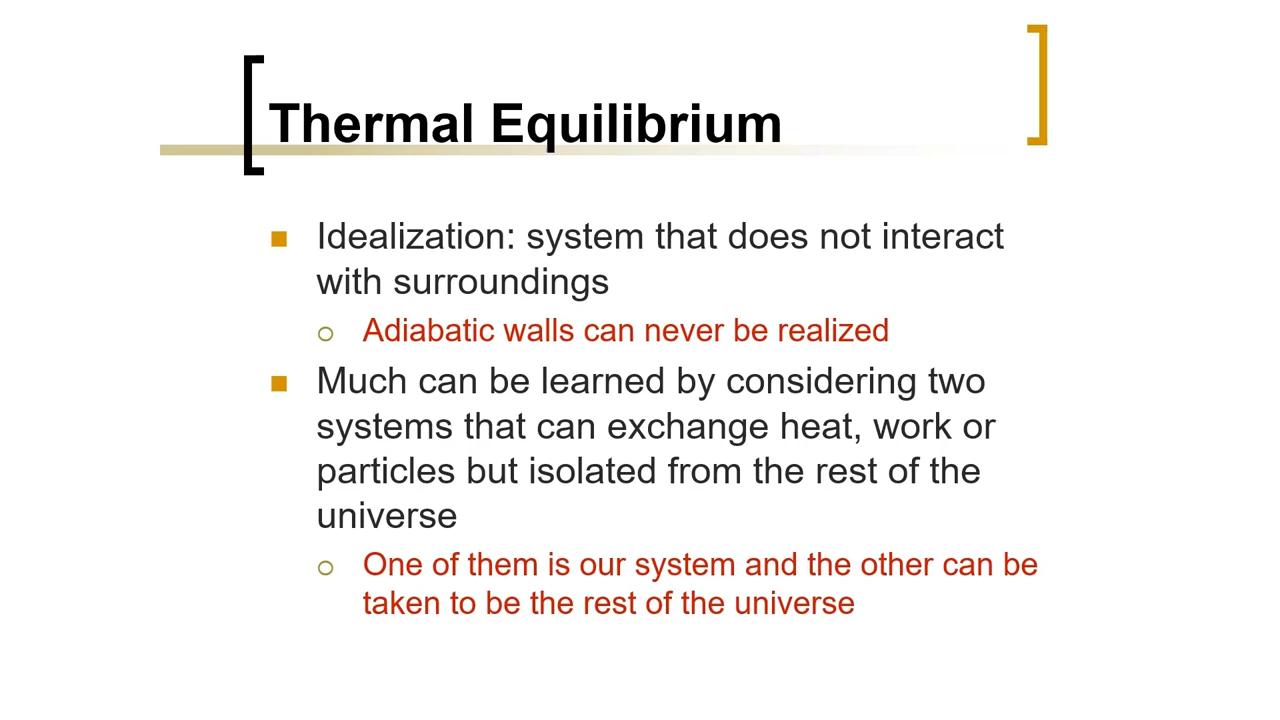 Thermal Equilibrium
Idealization: system that does not interact
with surroundings
Adiabatic walls can never be realized
Much can be learned by considering two
systems that can exchange heat, work or
particles but isolated from the rest of the
universe
One of them is our system and the other can be
taken to be the rest of the universe